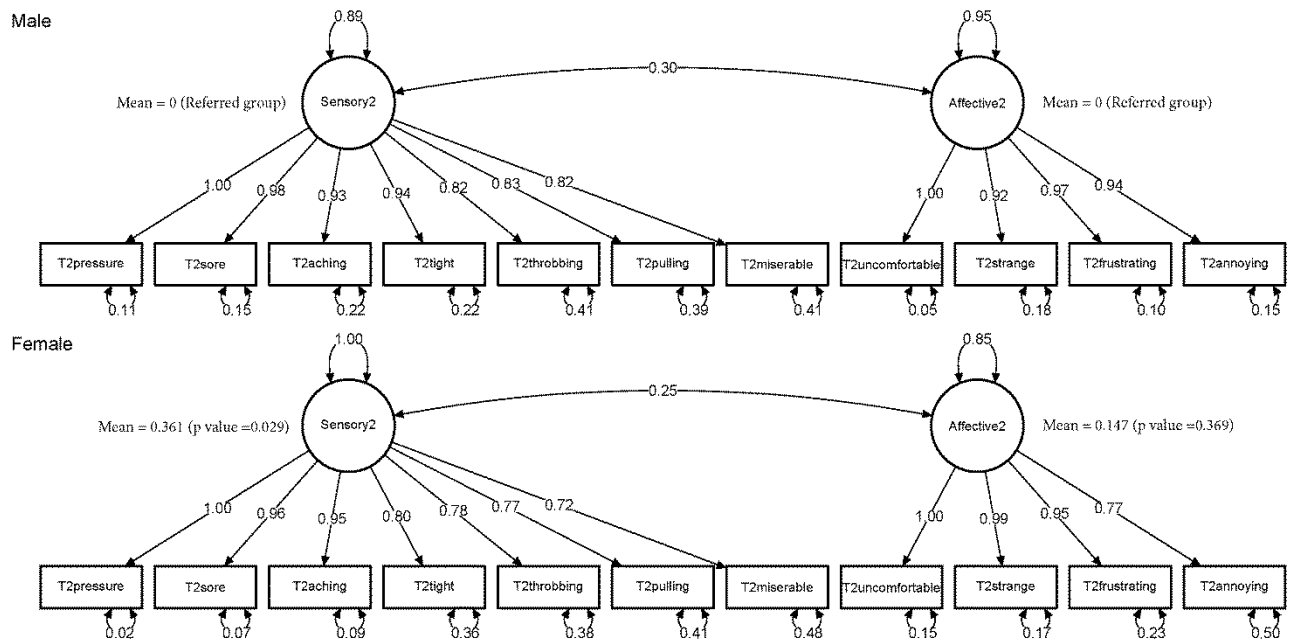 Male
0.89
0.95
0.30
Mean = 0 (Referred group)
Sensory2
Affective2
Mean = 0 (Referred group)
1.00
0.98
0.93
0.94
0.82
0.83
0.82
1.00
0.92
0.97
0.94
T2pressure
T2sore
T2aching
T2tight
T2throbbing
T2pulling
T2miserable
T2uncomfortable
T2strange
T2frustrating
T2annoying
0.11
0.15
0.22
0.22
0.41
0.39
0.41
0.05
0.18
0.10
0.15
Female
1.00
0.85
0.25
Mean = 0.361 (p value =0.029)
Sensory2
Affective2
Mean = 0.147 (p value =0.369)
1.00
0.96
0.95
0.80
0.78
0.77
0.72
1.00
0.99
0.95
0.77
T2pressure
T2sore
T2aching
T2tight
T2throbbing
T2pulling
T2miserable
T2uncomfortable
T2strange
T2frustrating
T2annoying
0.02
0.07
0.09
0.36
0.38
0.41
0.48
0.15
0.17
0.23
0.50